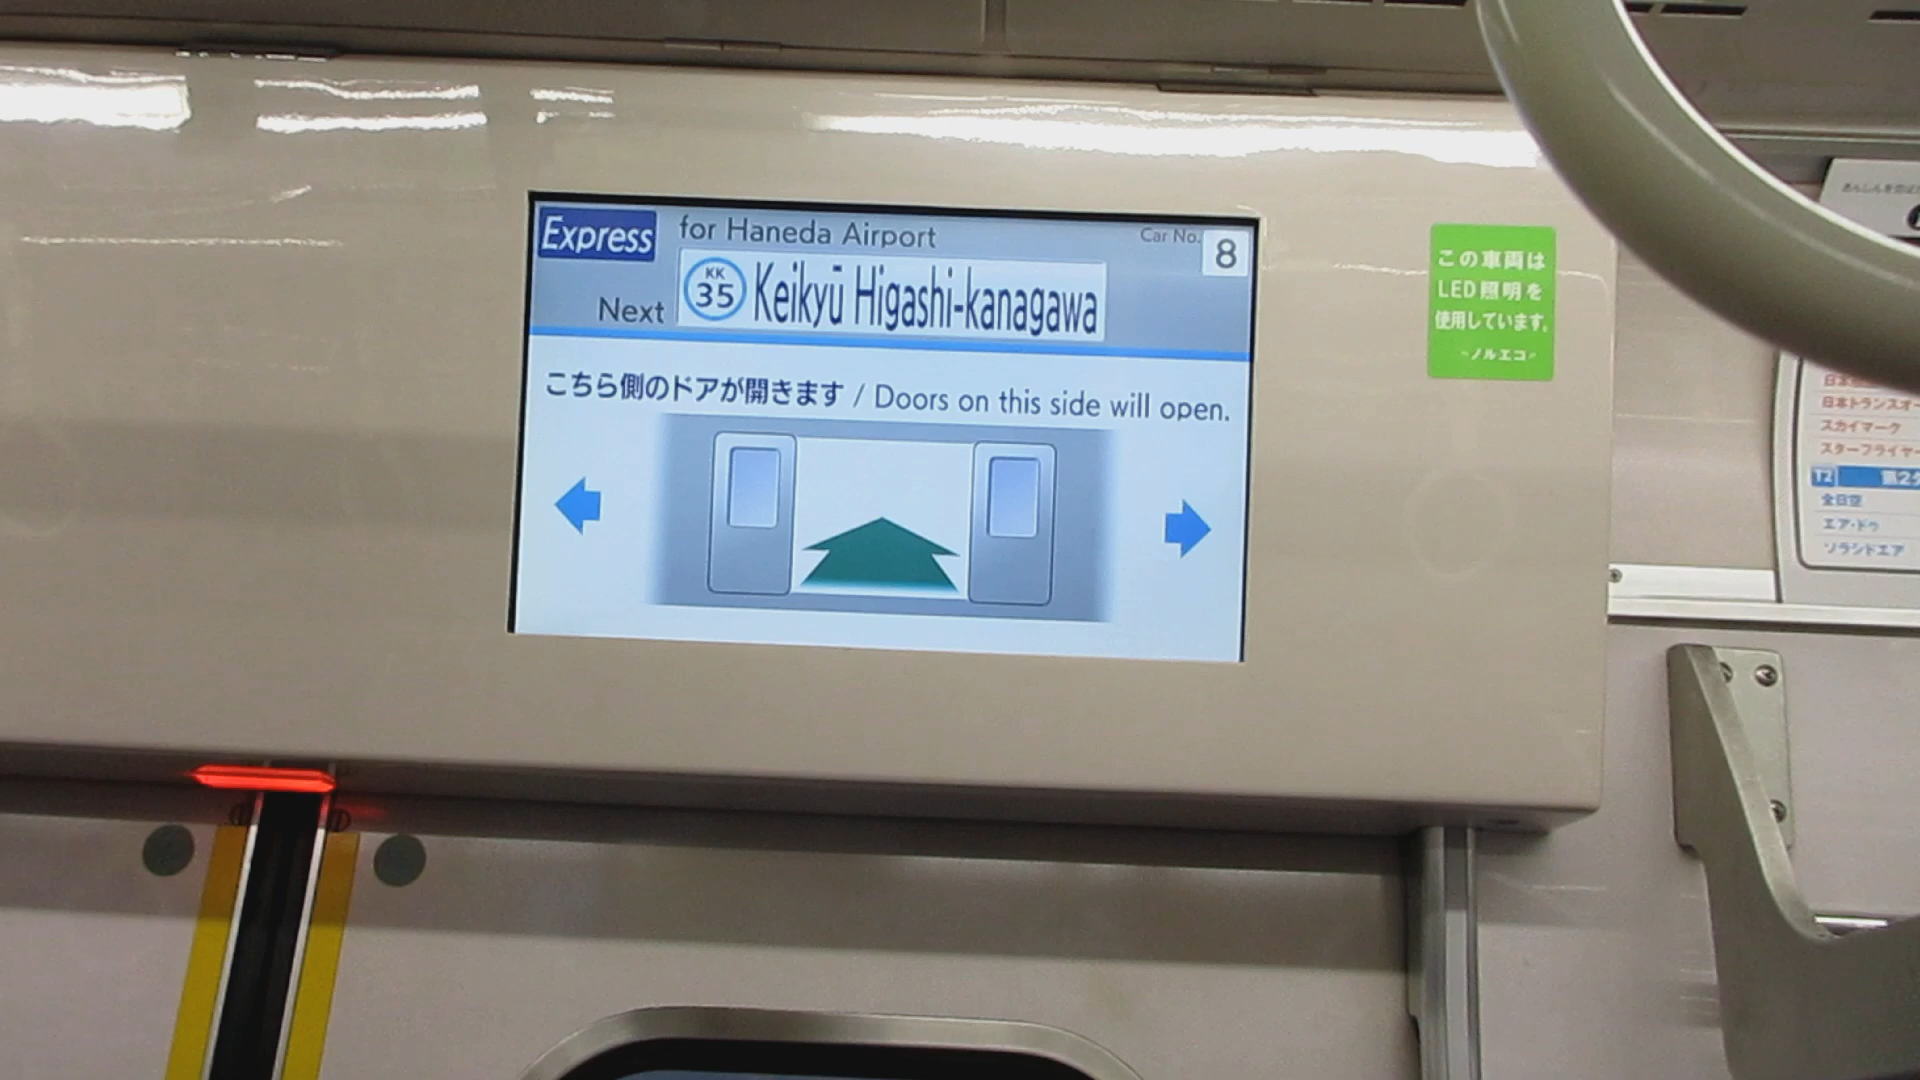 Express for Haneda Airport
Car No. 8
Next KK 35 Keikyū Higashi-kanagawa
こちら側のドアが開きます / Doors on this side will open.
この車両は
LED照明を
使用しています。
~ノルエコ~
日本トランスオー
スカイマーク
スターフライヤー
T2 第2
全日空
エア・ドゥ
ソラシドエア